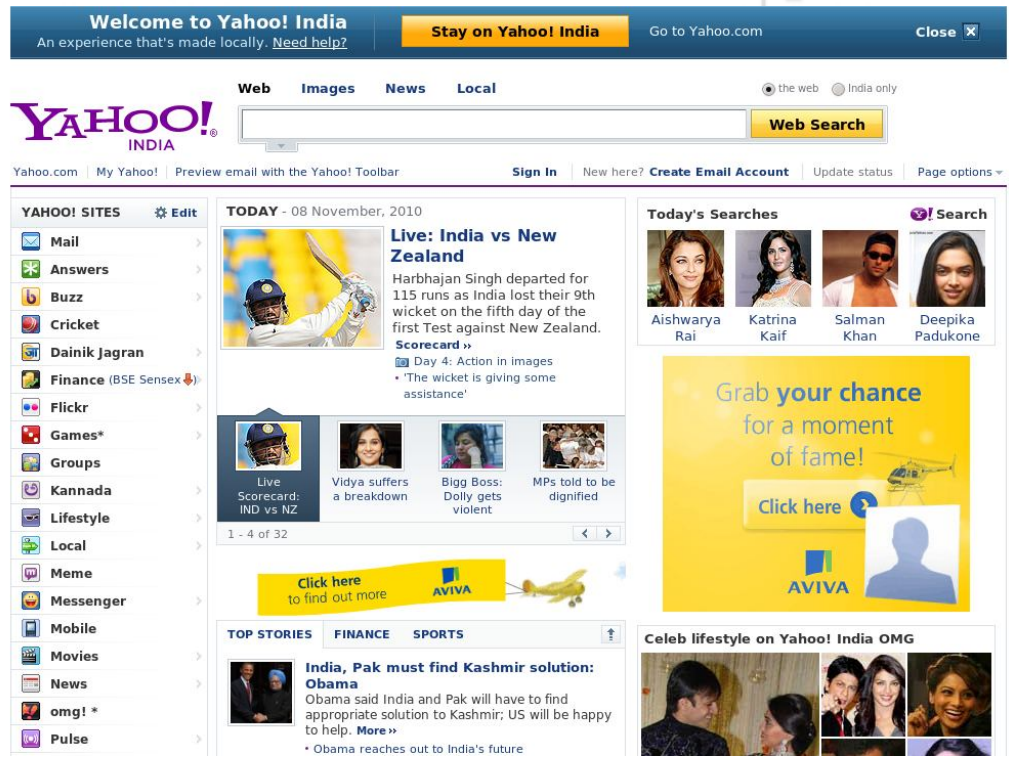 Welcome to Yahoo! India
An experience that's made locally. Need help?
Stay on Yahoo! India
Go to Yahoo.com
Close
Web Images News Local
the web India only
YAHOO!®
INDIA
Web Search
Yahoo.com My Yahoo! Preview email with the Yahoo! Toolbar
Sign In New here? Create Email Account Update status Page options
YAHOO! SITES Edit
Mail
Answers
Buzz
Cricket
Dainik Jagran
Finance (BSE Sensex )
Flickr
Games*
Groups
Kannada
Lifestyle
Local
Meme
Messenger
Mobile
Movies
News
omg! *
Pulse
TODAY - 08 November, 2010
Live: India vs New
Zealand
Harbhajan Singh departed for
115 runs as India lost their 9th
wicket on the fifth day of the
first Test against New Zealand.
Scorecard »
Day 4: Action in images
• 'The wicket is giving some
assistance'
Live
Scorecard:
IND vs NZ
Vidya suffers
a breakdown
Bigg Boss:
Dolly gets
violent
MPs told to be
dignified
1 - 4 of 32
Click here
to find out more
AVIVA
TOP STORIES FINANCE SPORTS
India, Pak must find Kashmir solution:
Obama
Obama said India and Pak will have to find
appropriate solution to Kashmir; US will be happy
to help. More »
• Obama reaches out to India's future
Today's Searches
Y! Search
Aishwarya
Rai
Katrina
Kaif
Salman
Khan
Deepika
Padukone
Grab your chance
for a moment
of fame!
Click here
AVIVA
Celeb lifestyle on Yahoo! India OMG